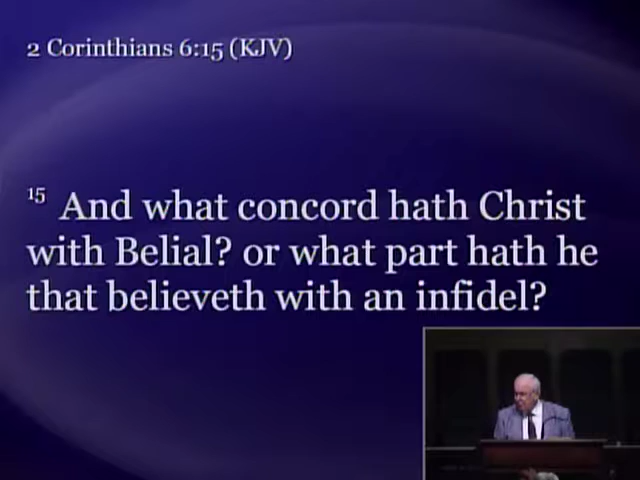 2 Corinthians 6:15 (KJV)
15 And what concord hath Christ
with Belial? or what part hath he
that believeth with an infidel?